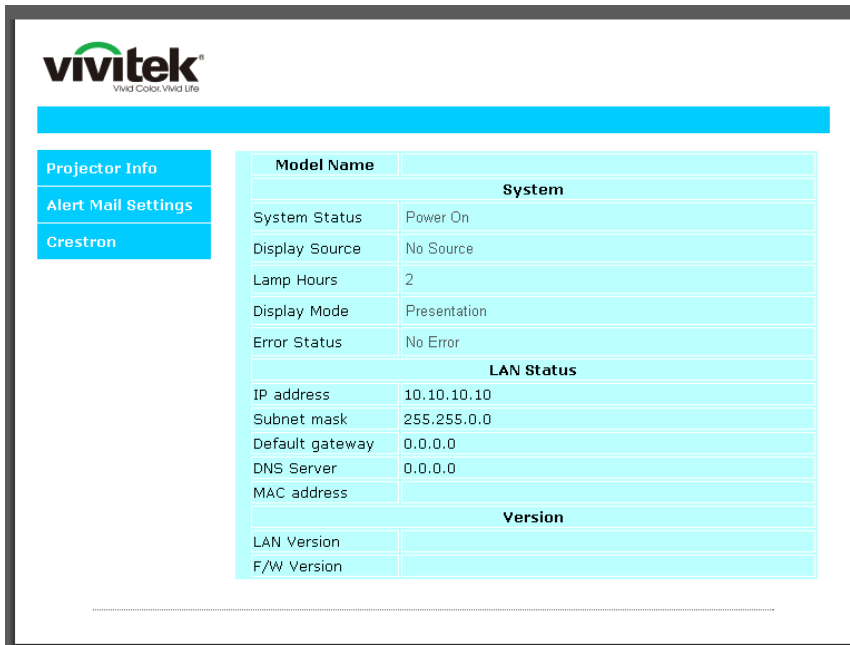 vivitek®
Vivid Color, Vivid Life
Projector Info
Alert Mail Settings
Crestron
Model Name
System
System Status Power On
Display Source No Source
Lamp Hours 2
Display Mode Presentation
Error Status No Error
LAN Status
IP address 10.10.10.10
Subnet mask 255.255.0.0
Default gateway 0.0.0.0
DNS Server 0.0.0.0
MAC address
Version
LAN Version
F/W Version